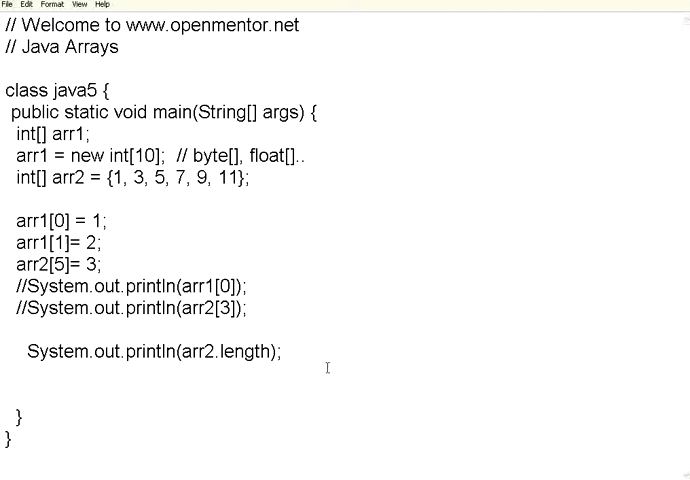 File Edit Format View Help
// Welcome to www.openmentor.net
// Java Arrays
class java5 {
public static void main(String[] args) {
int[] arr1;
arr1 = new int[10];  // byte[], float[]..
int[] arr2 = {1, 3, 5, 7, 9, 11};
arr1[0] = 1;
arr1[1]= 2;
arr2[5]= 3;
//System.out.println(arr1[0]);
//System.out.println(arr2[3]);
System.out.println(arr2.length);
}
}